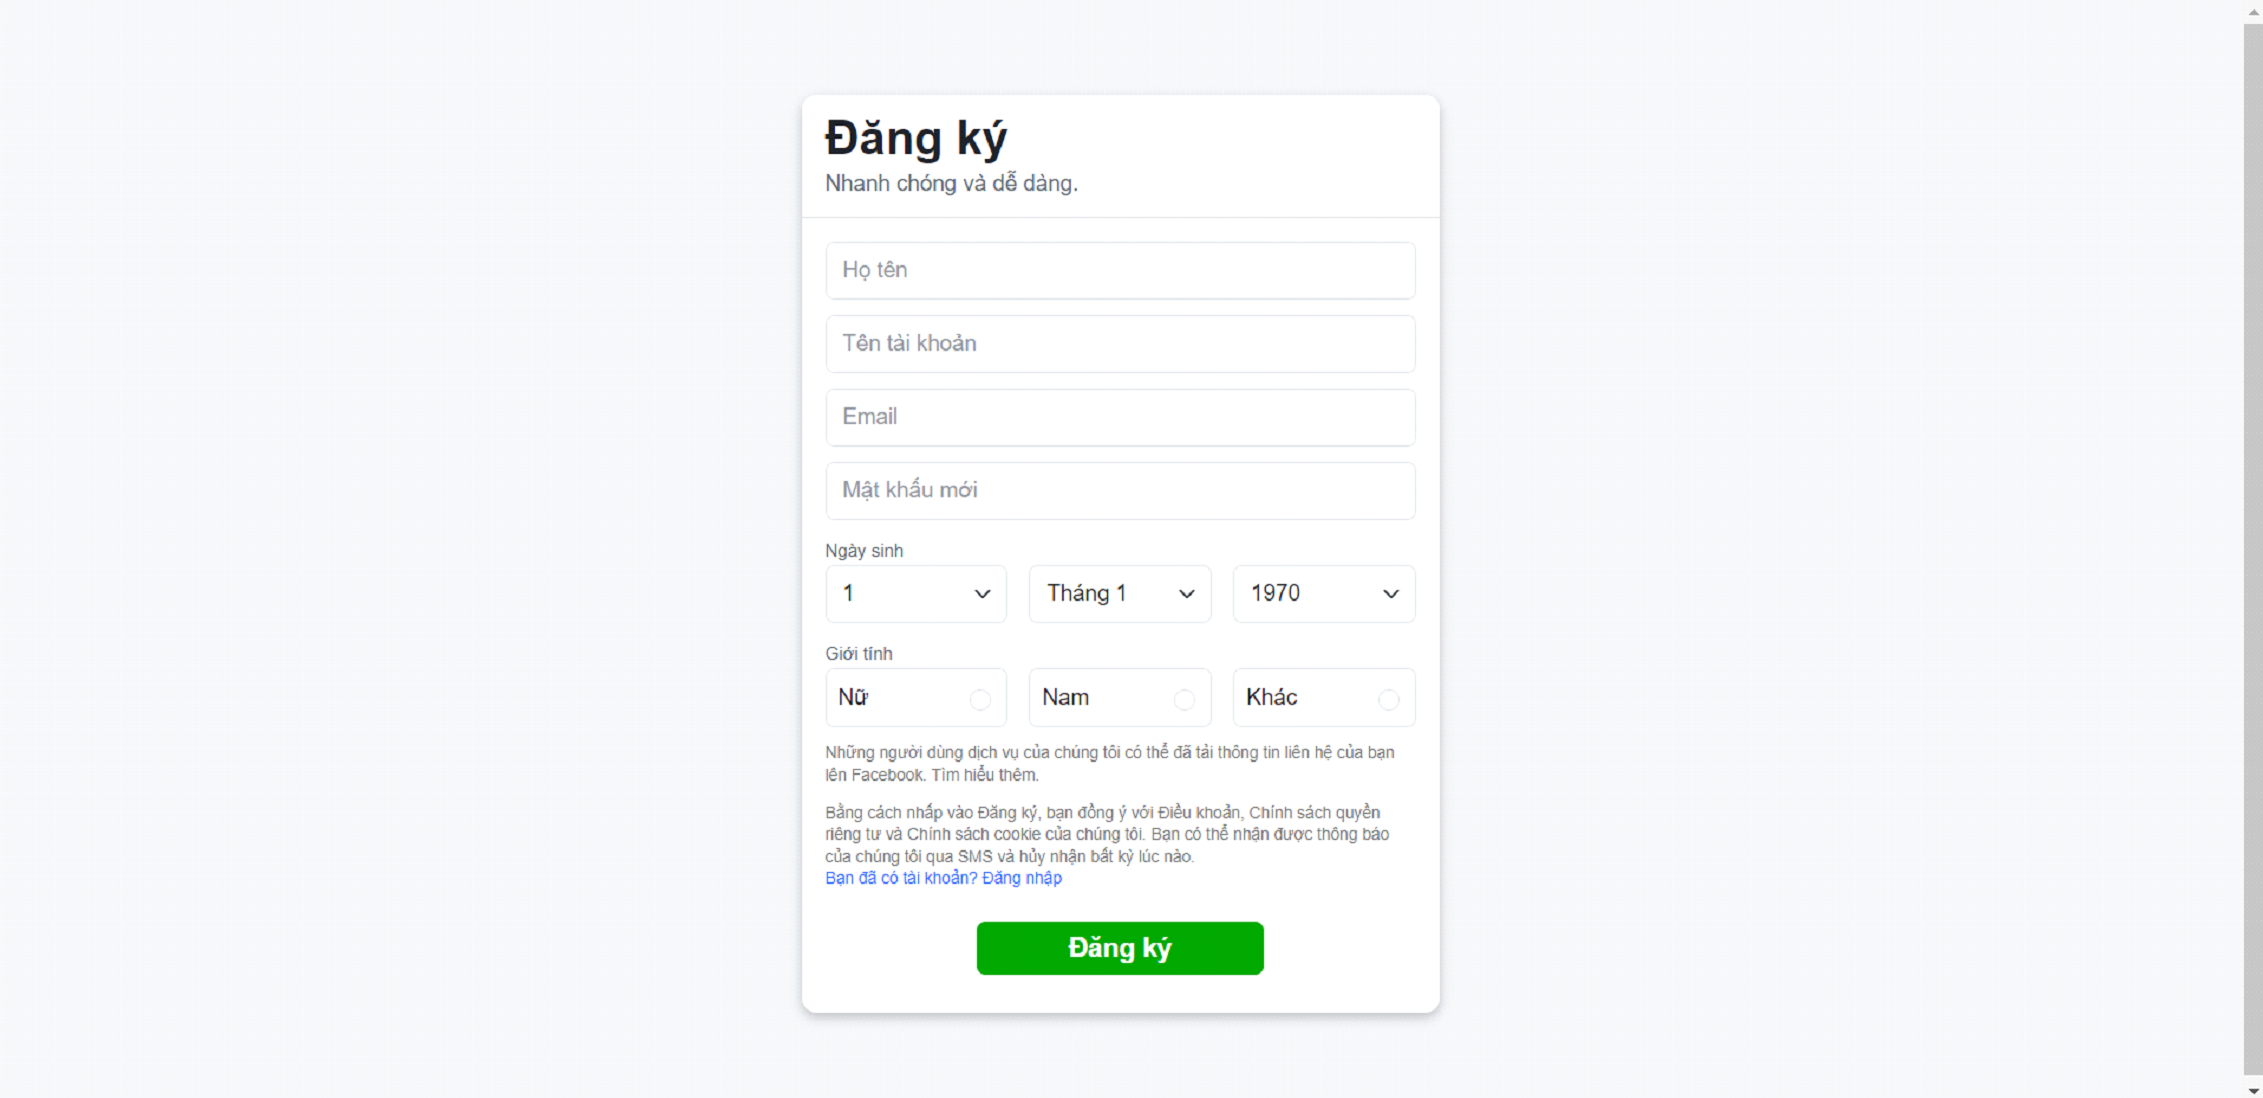 Đăng ký
Nhanh chóng và dễ dàng.
Họ tên
Tên tài khoản
Email
Mật khẩu mới
Ngày sinh
1 Tháng 1 1970
Giới tính
Nữ Nam Khác
Những người dùng dịch vụ của chúng tôi có thể đã tải thông tin liên hệ của bạn
lên Facebook. Tìm hiểu thêm.
Bằng cách nhấp vào Đăng ký, bạn đồng ý với Điều khoản, Chính sách quyền
riêng tư và Chính sách cookie của chúng tôi. Bạn có thể nhận được thông báo
của chúng tôi qua SMS và hủy nhận bất kỳ lúc nào.
Bạn đã có tài khoản? Đăng nhập
Đăng ký